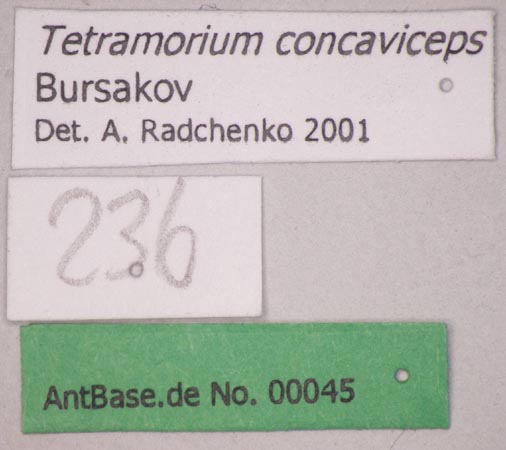 Tetramorium concaviceps
Bursakov
Det. A. Radchenko 2001
236
AntBase.de No. 00045